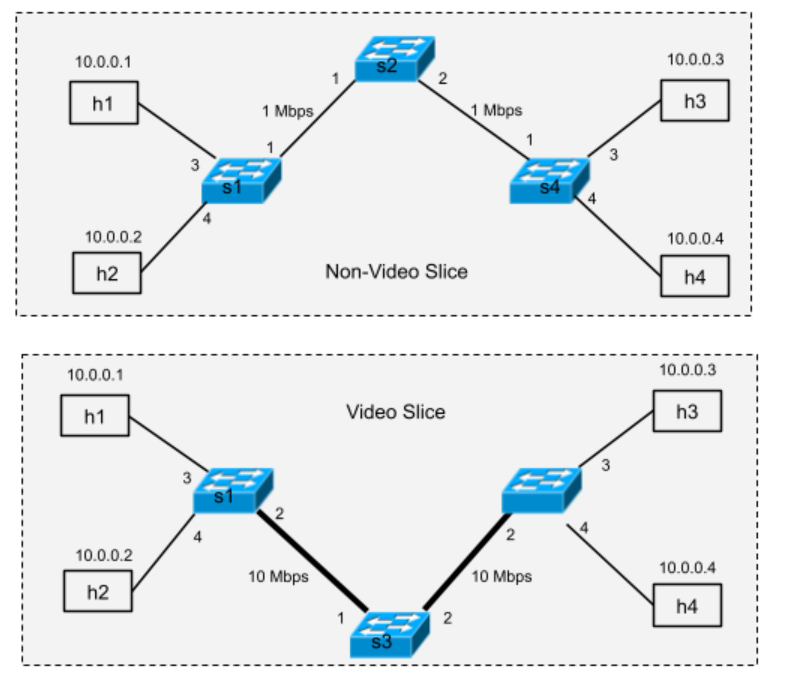 10.0.0.1
h1
s2
1
2
10.0.0.3
h3
1 Mbps
1 Mbps
1
1
3
3
s1
s4
4
4
10.0.0.2
h2
Non-Video Slice
10.0.0.4
h4
10.0.0.1
h1
Video Slice
10.0.0.3
h3
3
3
s1
2
4
2
4
10.0.0.2
h2
10 Mbps
10 Mbps
10.0.0.4
h4
1
2
s3